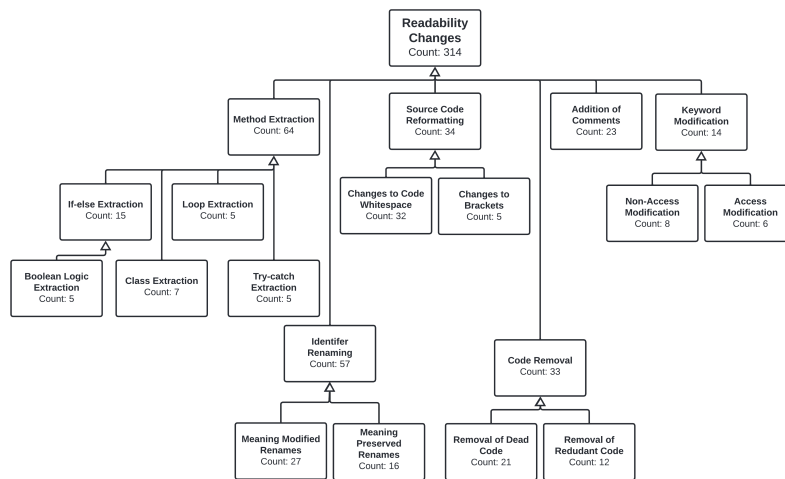 Readability
Changes
Count: 314
Method Extraction
Count: 64
Source Code
Reformatting
Count: 34
Addition of
Comments
Count: 23
Keyword
Modification
Count: 14
If-else Extraction
Count: 15
Loop Extraction
Count: 5
Changes to Code
Whitespace
Count: 32
Changes to
Brackets
Count: 5
Non-Access
Modification
Count: 8
Access
Modification
Count: 6
Boolean Logic
Extraction
Count: 5
Class Extraction
Count: 7
Try-catch
Extraction
Count: 5
Identifer
Renaming
Count: 57
Code Removal
Count: 33
Meaning Modified
Renames
Count: 27
Meaning
Preserved
Renames
Count: 16
Removal of Dead
Code
Count: 21
Removal of
Redudant Code
Count: 12